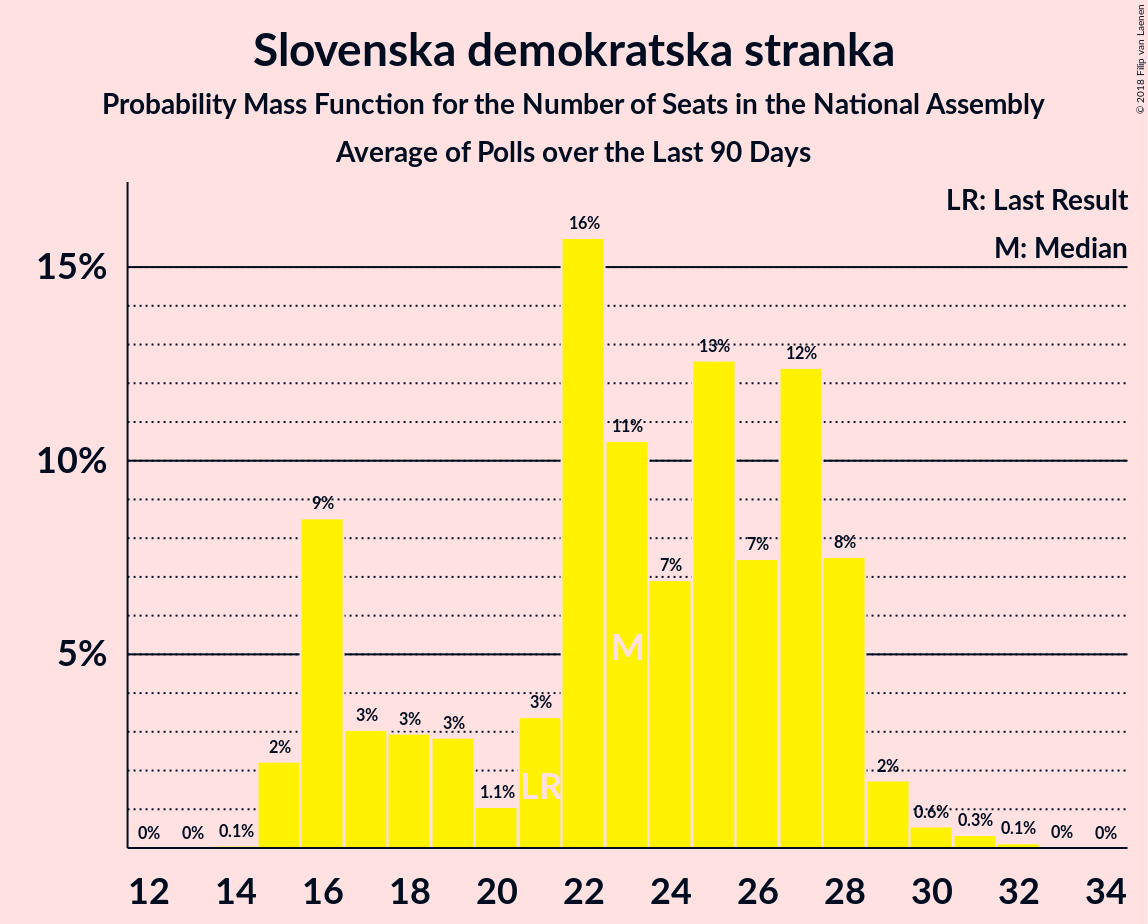 Slovenska demokratska stranka
Probability Mass Function for the Number of Seats in the National Assembly
Average of Polls over the Last 90 Days
© 2018 Filip van Laenen
LR: Last Result
M: Median
15%
10%
5%
0%
0%
0.1%
2%
9%
3%
3%
3%
1.1%
3%
16%
11%
7%
13%
7%
12%
8%
2%
0.6%
0.3%
0.1%
0%
0%
LR
M
12 14 16 18 20 22 24 26 28 30 32 34